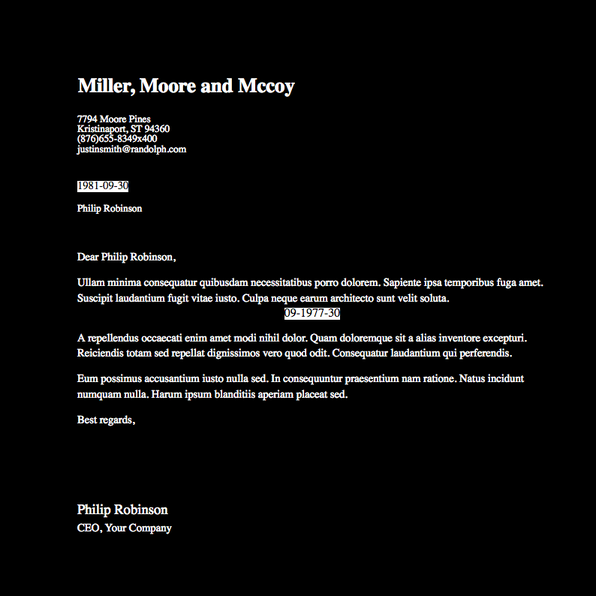 Miller, Moore and Mccoy
7794 Moore Pines
Kristinaport, ST 94360
(876)655-8349x400
justinsmith@randolph.com
1981-09-30
Philip Robinson
Dear Philip Robinson,
Ullam minima consequatur quibusdam necessitatibus porro dolorem. Sapiente ipsa temporibus fuga amet.
Suscipit laudantium fugit vitae iusto. Culpa neque earum architecto sunt velit soluta.
09-1977-30
A repellendus occaecati enim amet modi nihil dolor. Quam doloremque sit a alias inventore excepturi.
Reiciendis totam sed repellat dignissimos vero quod odit. Consequatur laudantium qui perferendis.
Eum possimus accusantium iusto nulla sed. In consequuntur praesentium nam ratione. Natus incidunt
numquam nulla. Harum ipsum blanditiis aperiam placeat sed.
Best regards,
Philip Robinson
CEO, Your Company